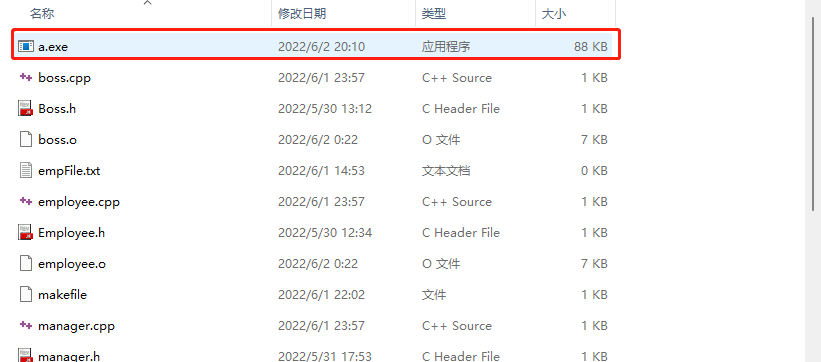 名称 修改日期 类型 大小
a.exe 2022/6/2 20:10 应用程序 88 KB
boss.cpp 2022/6/1 23:57 C++ Source 1 KB
Boss.h 2022/5/30 13:12 C Header File 1 KB
boss.o 2022/6/2 0:22 O 文件 7 KB
empFile.txt 2022/6/1 14:53 文本文档 0 KB
employee.cpp 2022/6/1 23:57 C++ Source 1 KB
Employee.h 2022/5/30 12:34 C Header File 1 KB
employee.o 2022/6/2 0:22 O 文件 7 KB
makefile 2022/6/1 22:02 文件 1 KB
manager.cpp 2022/6/1 23:57 C++ Source 1 KB
manager.h 2022/5/31 17:53 C Header File 1 KB